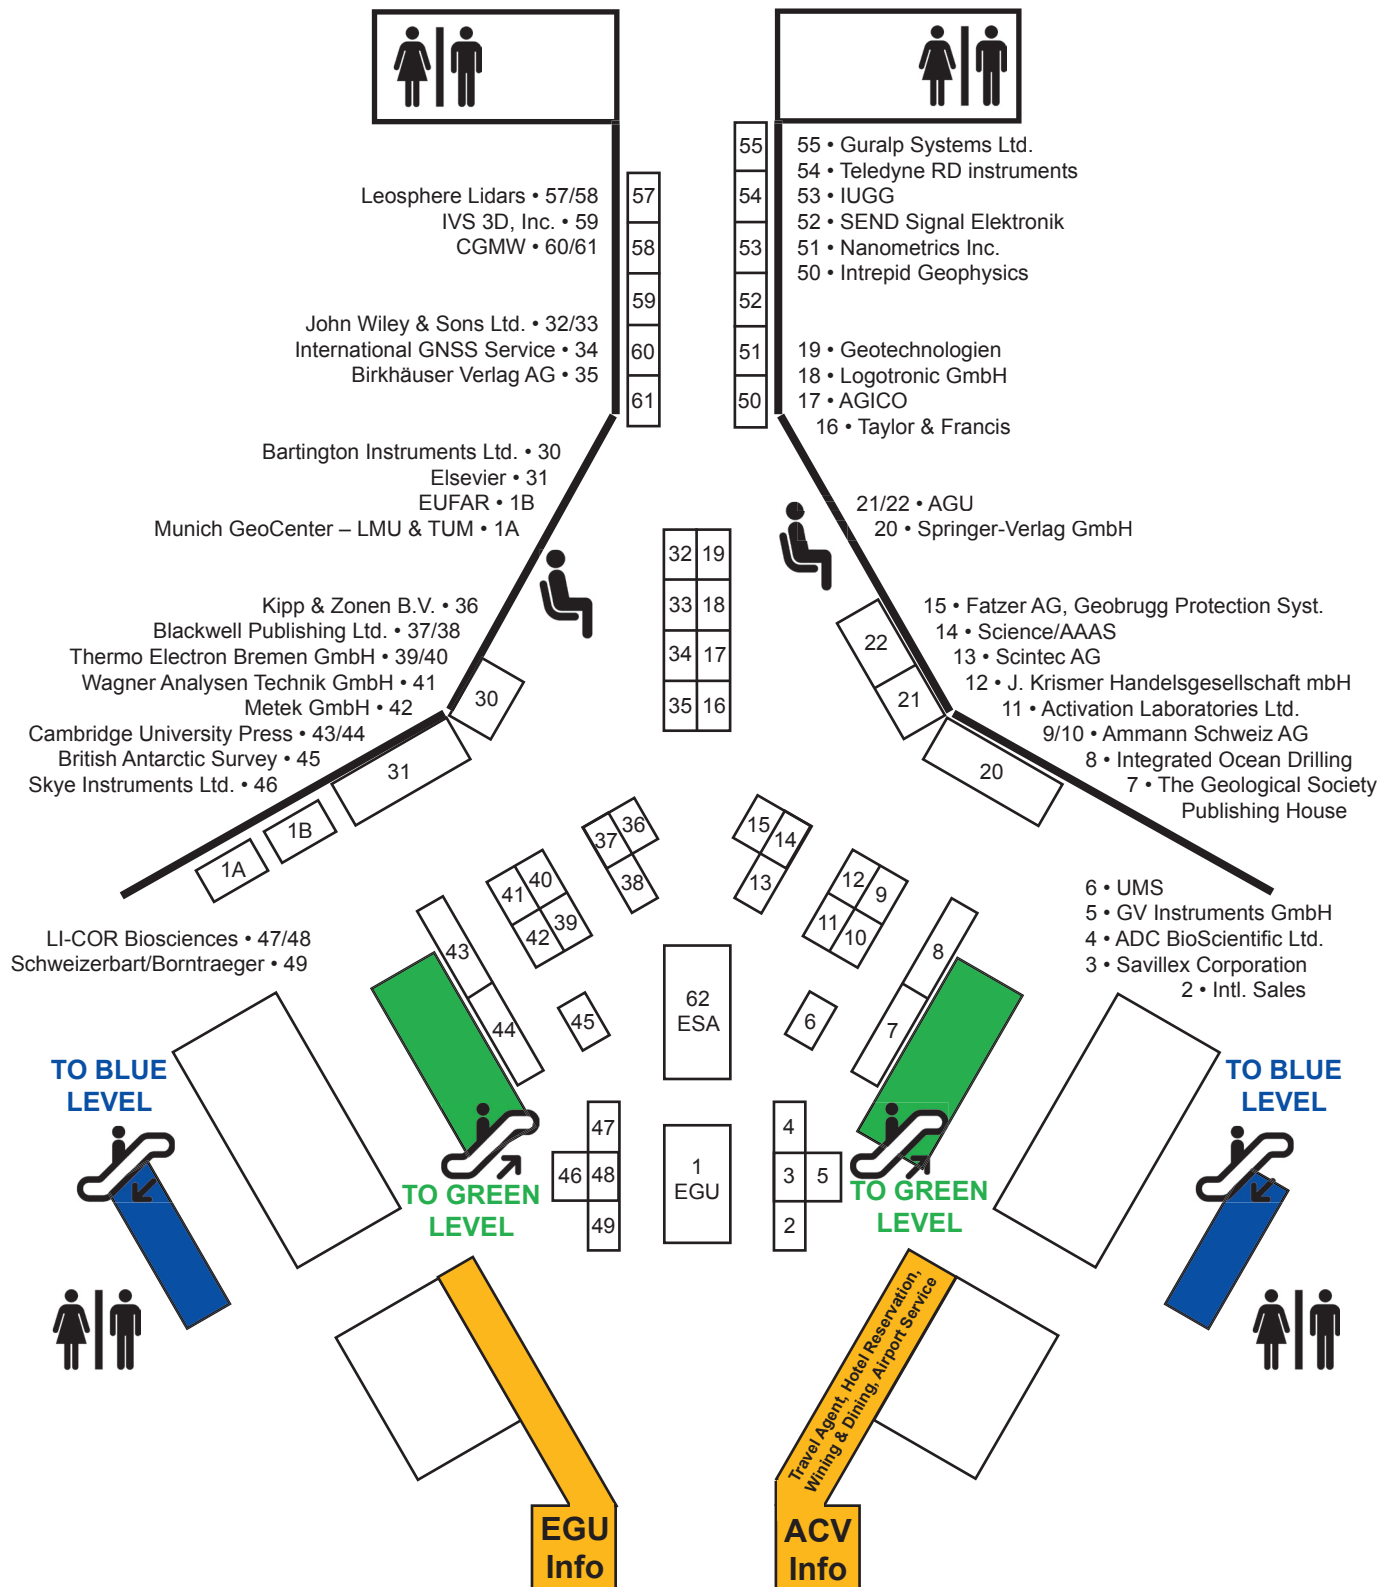 55 • Guralp Systems Ltd.
54 • Teledyne RD instruments
53 • IUGG
52 • SEND Signal Elektronik
51 • Nanometrics Inc.
50 • Intrepid Geophysics
Leosphere Lidars • 57/58
IVS 3D, Inc. • 59
CGMW • 60/61
57
58
59
60
61
55
54
53
52
51
50
John Wiley & Sons Ltd. • 32/33
International GNSS Service • 34
Birkhäuser Verlag AG • 35
19 • Geotechnologien
18 • Logotronic GmbH
17 • AGICO
16 • Taylor & Francis
Bartington Instruments Ltd. • 30
Elsevier • 31
EUFAR • 1B
Munich GeoCenter – LMU & TUM • 1A
21/22 • AGU
20 • Springer-Verlag GmbH
32 19
33 18
34 17
35 16
Kipp & Zonen B.V. • 36
Blackwell Publishing Ltd. • 37/38
Thermo Electron Bremen GmbH • 39/40
Wagner Analysen Technik GmbH • 41
Metek GmbH • 42
Cambridge University Press • 43/44
British Antarctic Survey • 45
Skye Instruments Ltd. • 46
15 • Fatzer AG, Geobrugg Protection Syst.
14 • Science/AAAS
13 • Scintec AG
12 • J. Krismer Handelsgesellschaft mbH
11 • Activation Laboratories Ltd.
9/10 • Ammann Schweiz AG
8 • Integrated Ocean Drilling
7 • The Geological Society
Publishing House
30
31
1B
1A
22
21
20
37 36
38
15 14
13
41 40
42 39
12 9
11 10
43
44
45
8
7
6
LI-COR Biosciences • 47/48
Schweizerbart/Borntraeger • 49
6 • UMS
5 • GV Instruments GmbH
4 • ADC BioScientific Ltd.
3 • Savillex Corporation
2 • Intl. Sales
62
ESA
TO BLUE
LEVEL
TO BLUE
LEVEL
47
46 48
49
1
EGU
4
3 5
2
TO GREEN
LEVEL
TO GREEN
LEVEL
Travel Agent, Hotel Reservation,
Wining & Dining, Airport Service
EGU
Info
ACV
Info